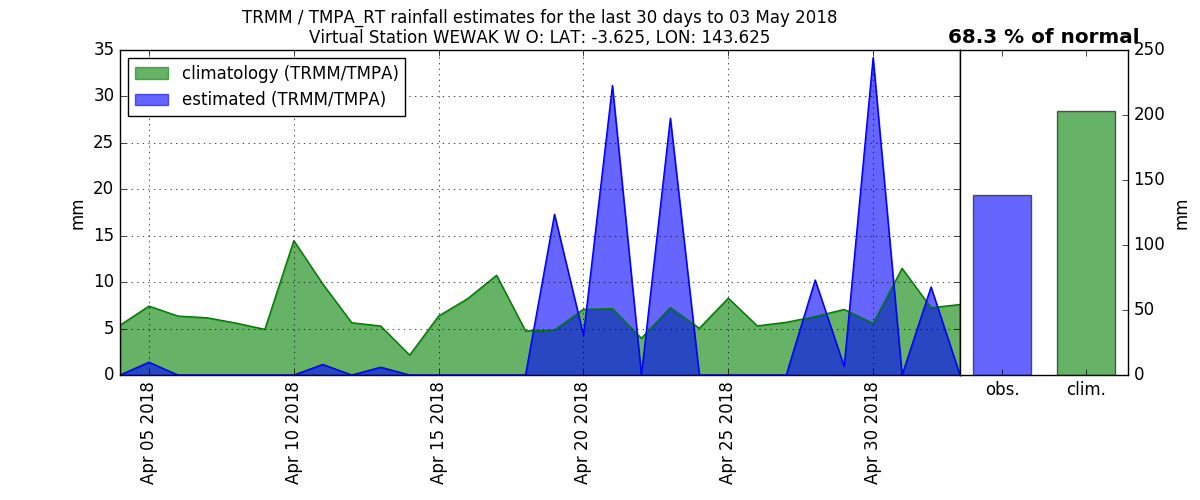 TRMM / TMPA_RT rainfall estimates for the last 30 days to 03 May 2018
Virtual Station WEWAK W O: LAT: -3.625, LON: 143.625
68.3 % of normal
climatology (TRMM/TMPA)
estimated (TRMM/TMPA)
mm
35
30
25
20
15
10
5
0
Apr 05 2018
Apr 10 2018
Apr 15 2018
Apr 20 2018
Apr 25 2018
Apr 30 2018
obs.
clim.
250
200
150
100
50
0
mm